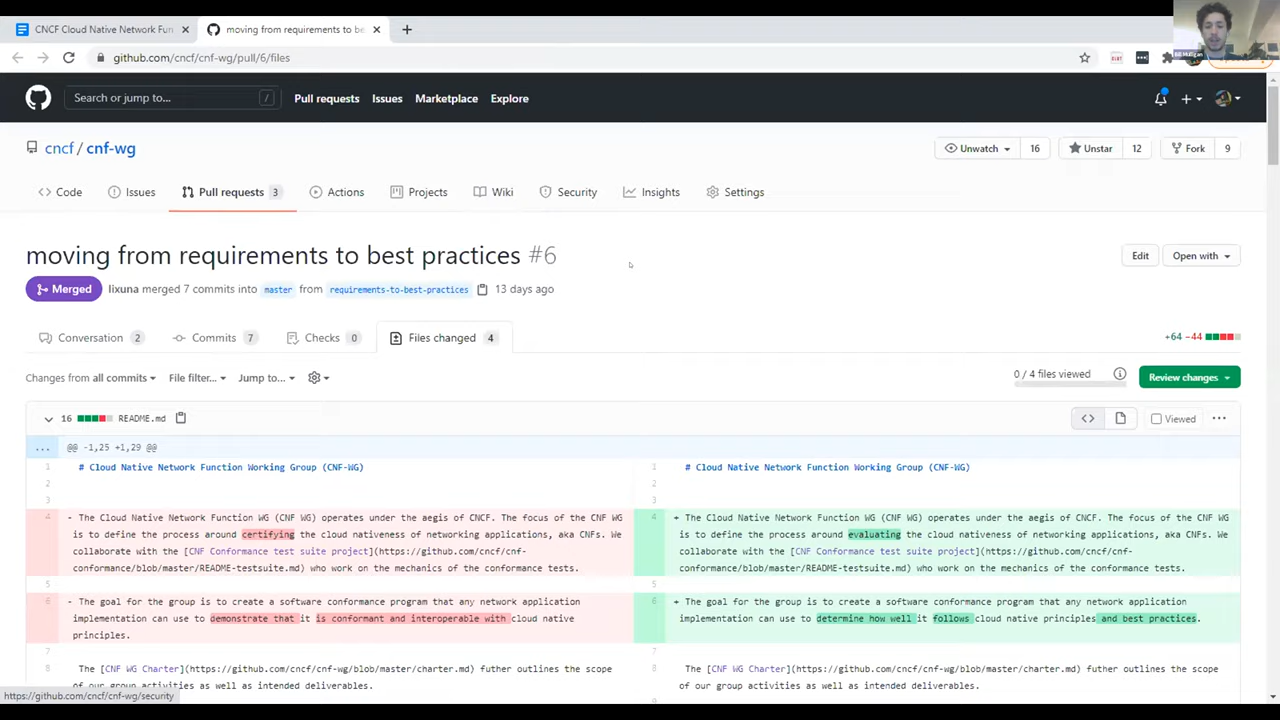 CNCF Cloud Native Network Fun
moving from requirements to be
github.com/cncf/cnf-wg/pull/6/files
Bill Mulligan
Search or jump to... /
Pull requests Issues Marketplace Explore
cncf / cnf-wg
Unwatch 16 Unstar 12 Fork 9
Code Issues Pull requests 3 Actions Projects Wiki Security Insights Settings
moving from requirements to best practices #6
Edit Open with
Merged lixuna merged 7 commits into master from requirements-to-best-practices 13 days ago
Conversation 2 Commits 7 Checks 0 Files changed 4
+64 −44
Changes from all commits File filter... Jump to...
0 / 4 files viewed Review changes
16 README.md
Viewed ...
... @@ -1,25 +1,29 @@
1 # Cloud Native Network Function Working Group (CNF-WG)
2
3
4 - The Cloud Native Network Function WG (CNF WG) operates under the aegis of CNCF. The focus of the CNF WG
is to define the process around certifying the cloud nativeness of networking applications, aka CNFs. We
collaborate with the [CNF Conformance test suite project](https://github.com/cncf/cnf-
conformance/blob/master/README-testsuite.md) who work on the mechanics of the conformance tests.
5
6 - The goal for the group is to create a software conformance program that any network application
implementation can use to demonstrate that it is conformant and interoperable with cloud native
principles.
7
8 The [CNF WG Charter](https://github.com/cncf/cnf-wg/blob/master/charter.md) futher outlines the scope
of our group activities as well as intended deliverables.
1 # Cloud Native Network Function Working Group (CNF-WG)
2
3
4 + The Cloud Native Network Function WG (CNF WG) operates under the aegis of CNCF. The focus of the CNF WG
is to define the process around evaluating the cloud nativeness of networking applications, aka CNFs. We
collaborate with the [CNF Conformance test suite project](https://github.com/cncf/cnf-
conformance/blob/master/README-testsuite.md) who work on the mechanics of the conformance tests.
5
6 + The goal for the group is to create a software conformance program that any network application
implementation can use to determine how well it follows cloud native principles and best practices.
7
8 The [CNF WG Charter](https://github.com/cncf/cnf-wg/blob/master/charter.md) futher outlines the scope
of our group activities as well as intended deliverables.
https://github.com/cncf/cnf-wg/security